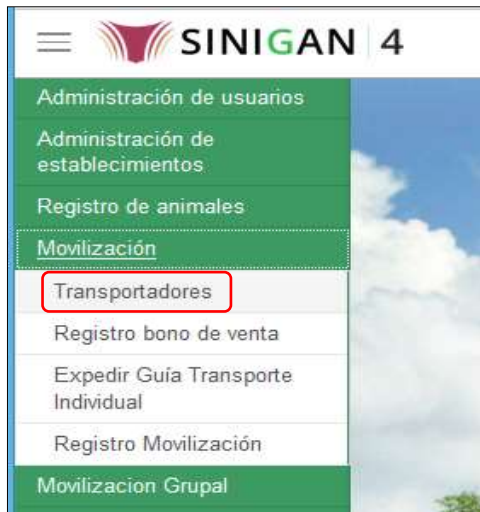 SINIGAN 4
Administración de usuarios
Administración de
establecimientos
Registro de animales
Movilización
Transportadores
Registro bono de venta
Expedir Guía Transporte
Individual
Registro Movilización
Movilizacion Grupal